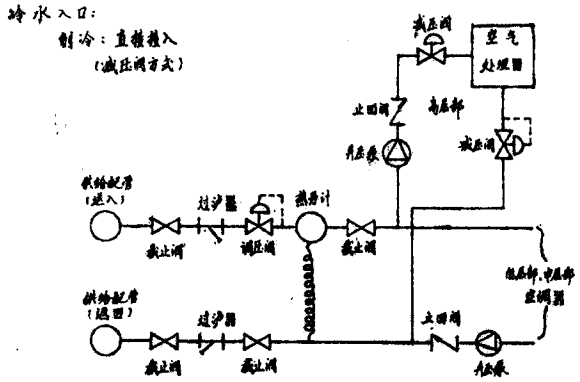 冷水入口：
制冷：直接接入
（减压阀方式）
减压阀
空气
处理器
止回阀
高层部
升压泵
减压阀
供给配管
（送入）
过滤器
热量计
截止阀
调压阀
截止阀
低层部、中层部
空调器
供给配管
（返回）
过滤器
止回阀
截止阀
截止阀
升压泵